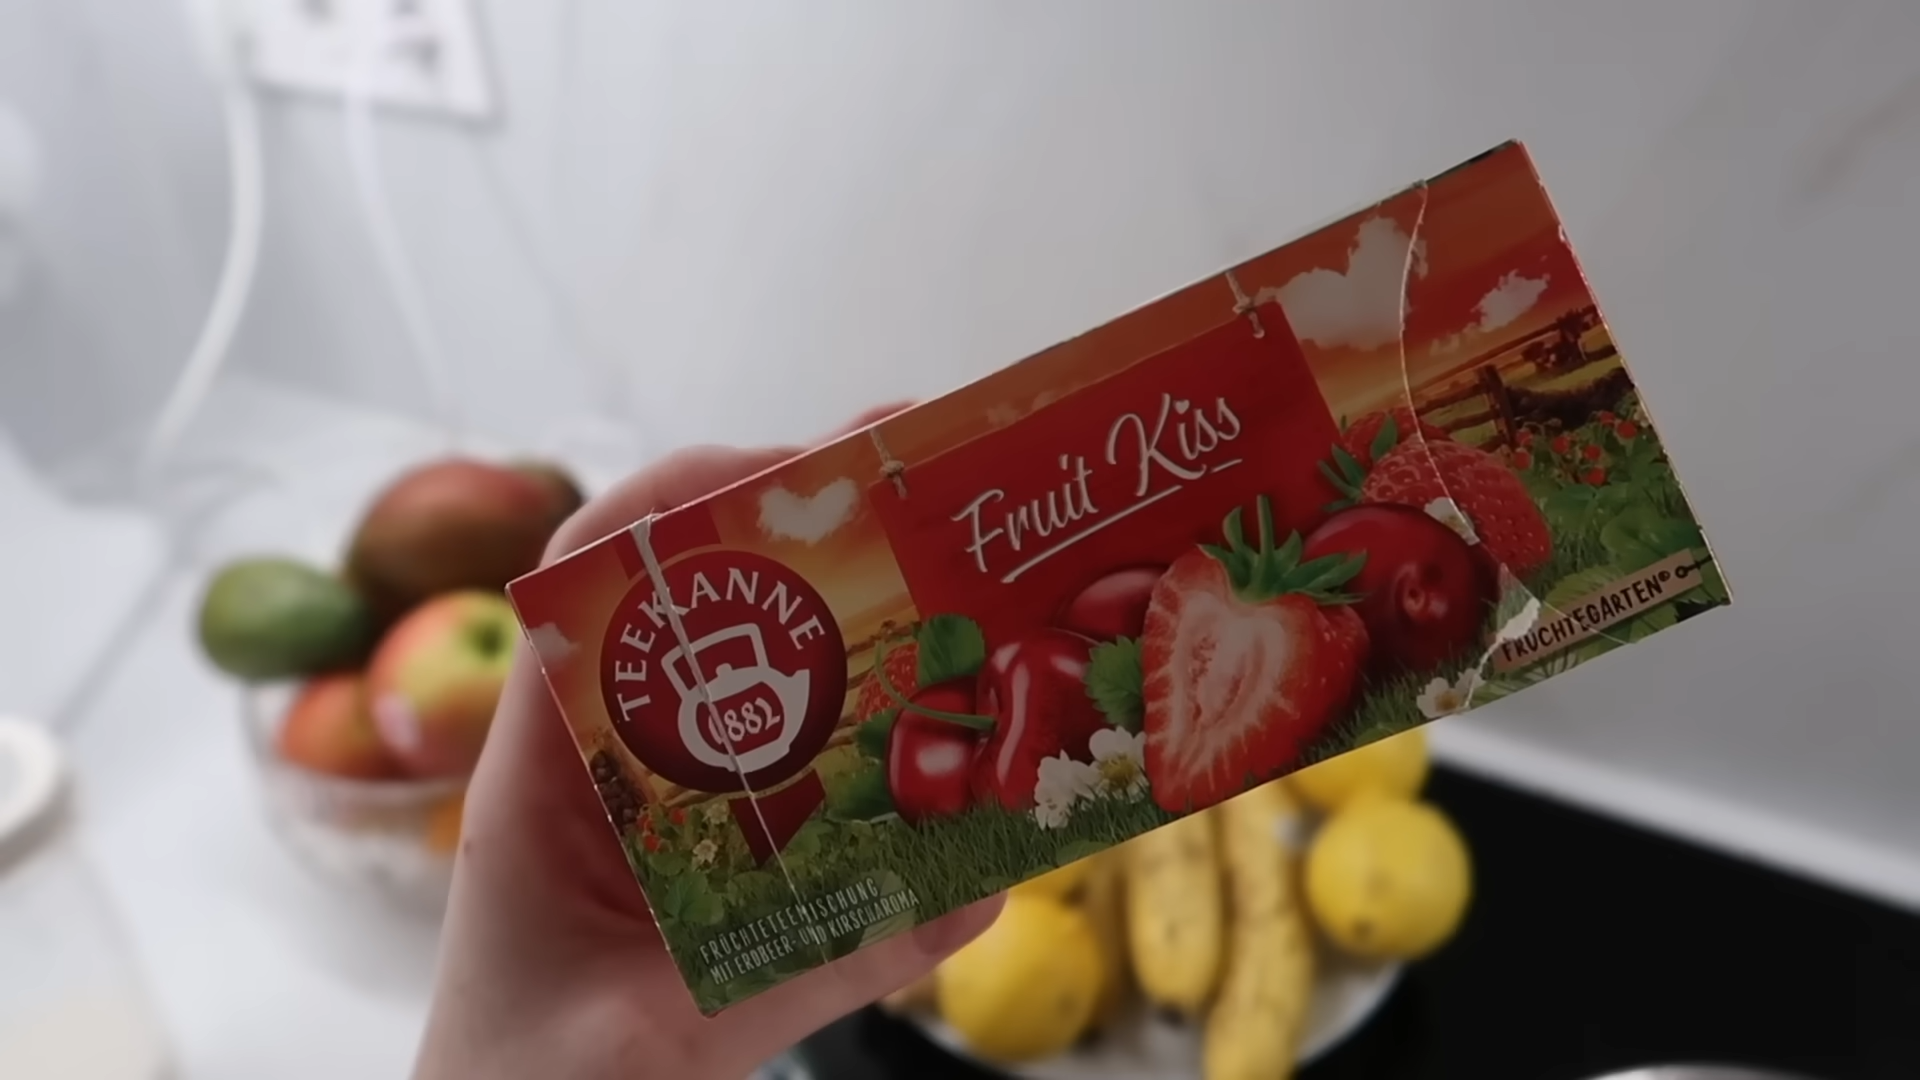 TEEKANNE
1882
Fruit Kiss
FRÜCHTEGARTEN®
FRÜCHTETEEMISCHUNG
MIT ERDBEER- UND KIRSCHAROMA